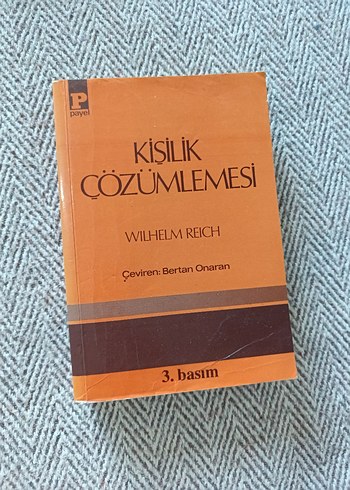 P
payel
KİŞİLİK
ÇÖZÜMLEMESİ
WILHELM REICH
Çeviren: Bertan Onaran
3. basım